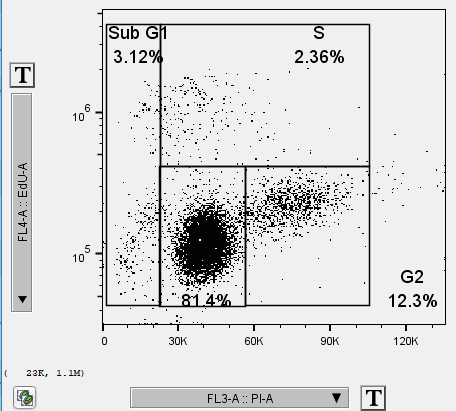 Sub G1
3.12%
S
2.36%
T
10^6
FL4-A :: EdU-A
10^5
G2
12.3%
81.4%
0 30K 60K 90K 120K
( 23K, 1.1M)
FL3-A :: PI-A
T